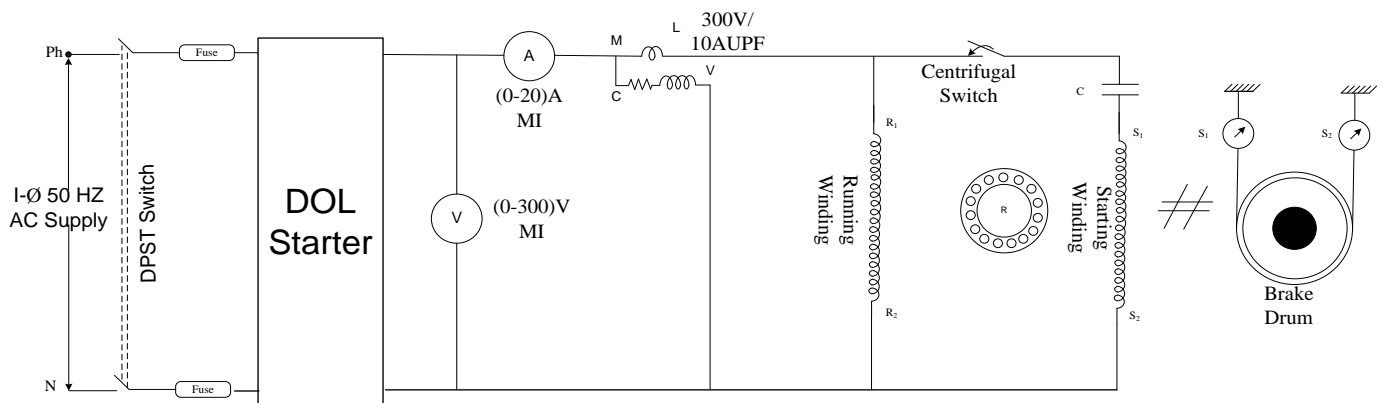 Ph
I-Ø 50 HZ
AC Supply
N
DPST Switch
Fuse
Fuse
DOL
Starter
A
(0-20)A
MI
V
(0-300)V
MI
M
L
C
V
300V/
10AUPF
R₁
Running
Winding
R₂
Centrifugal
Switch
R
C
S₁
Starting
Winding
S₂
S₁
S₂
Brake
Drum